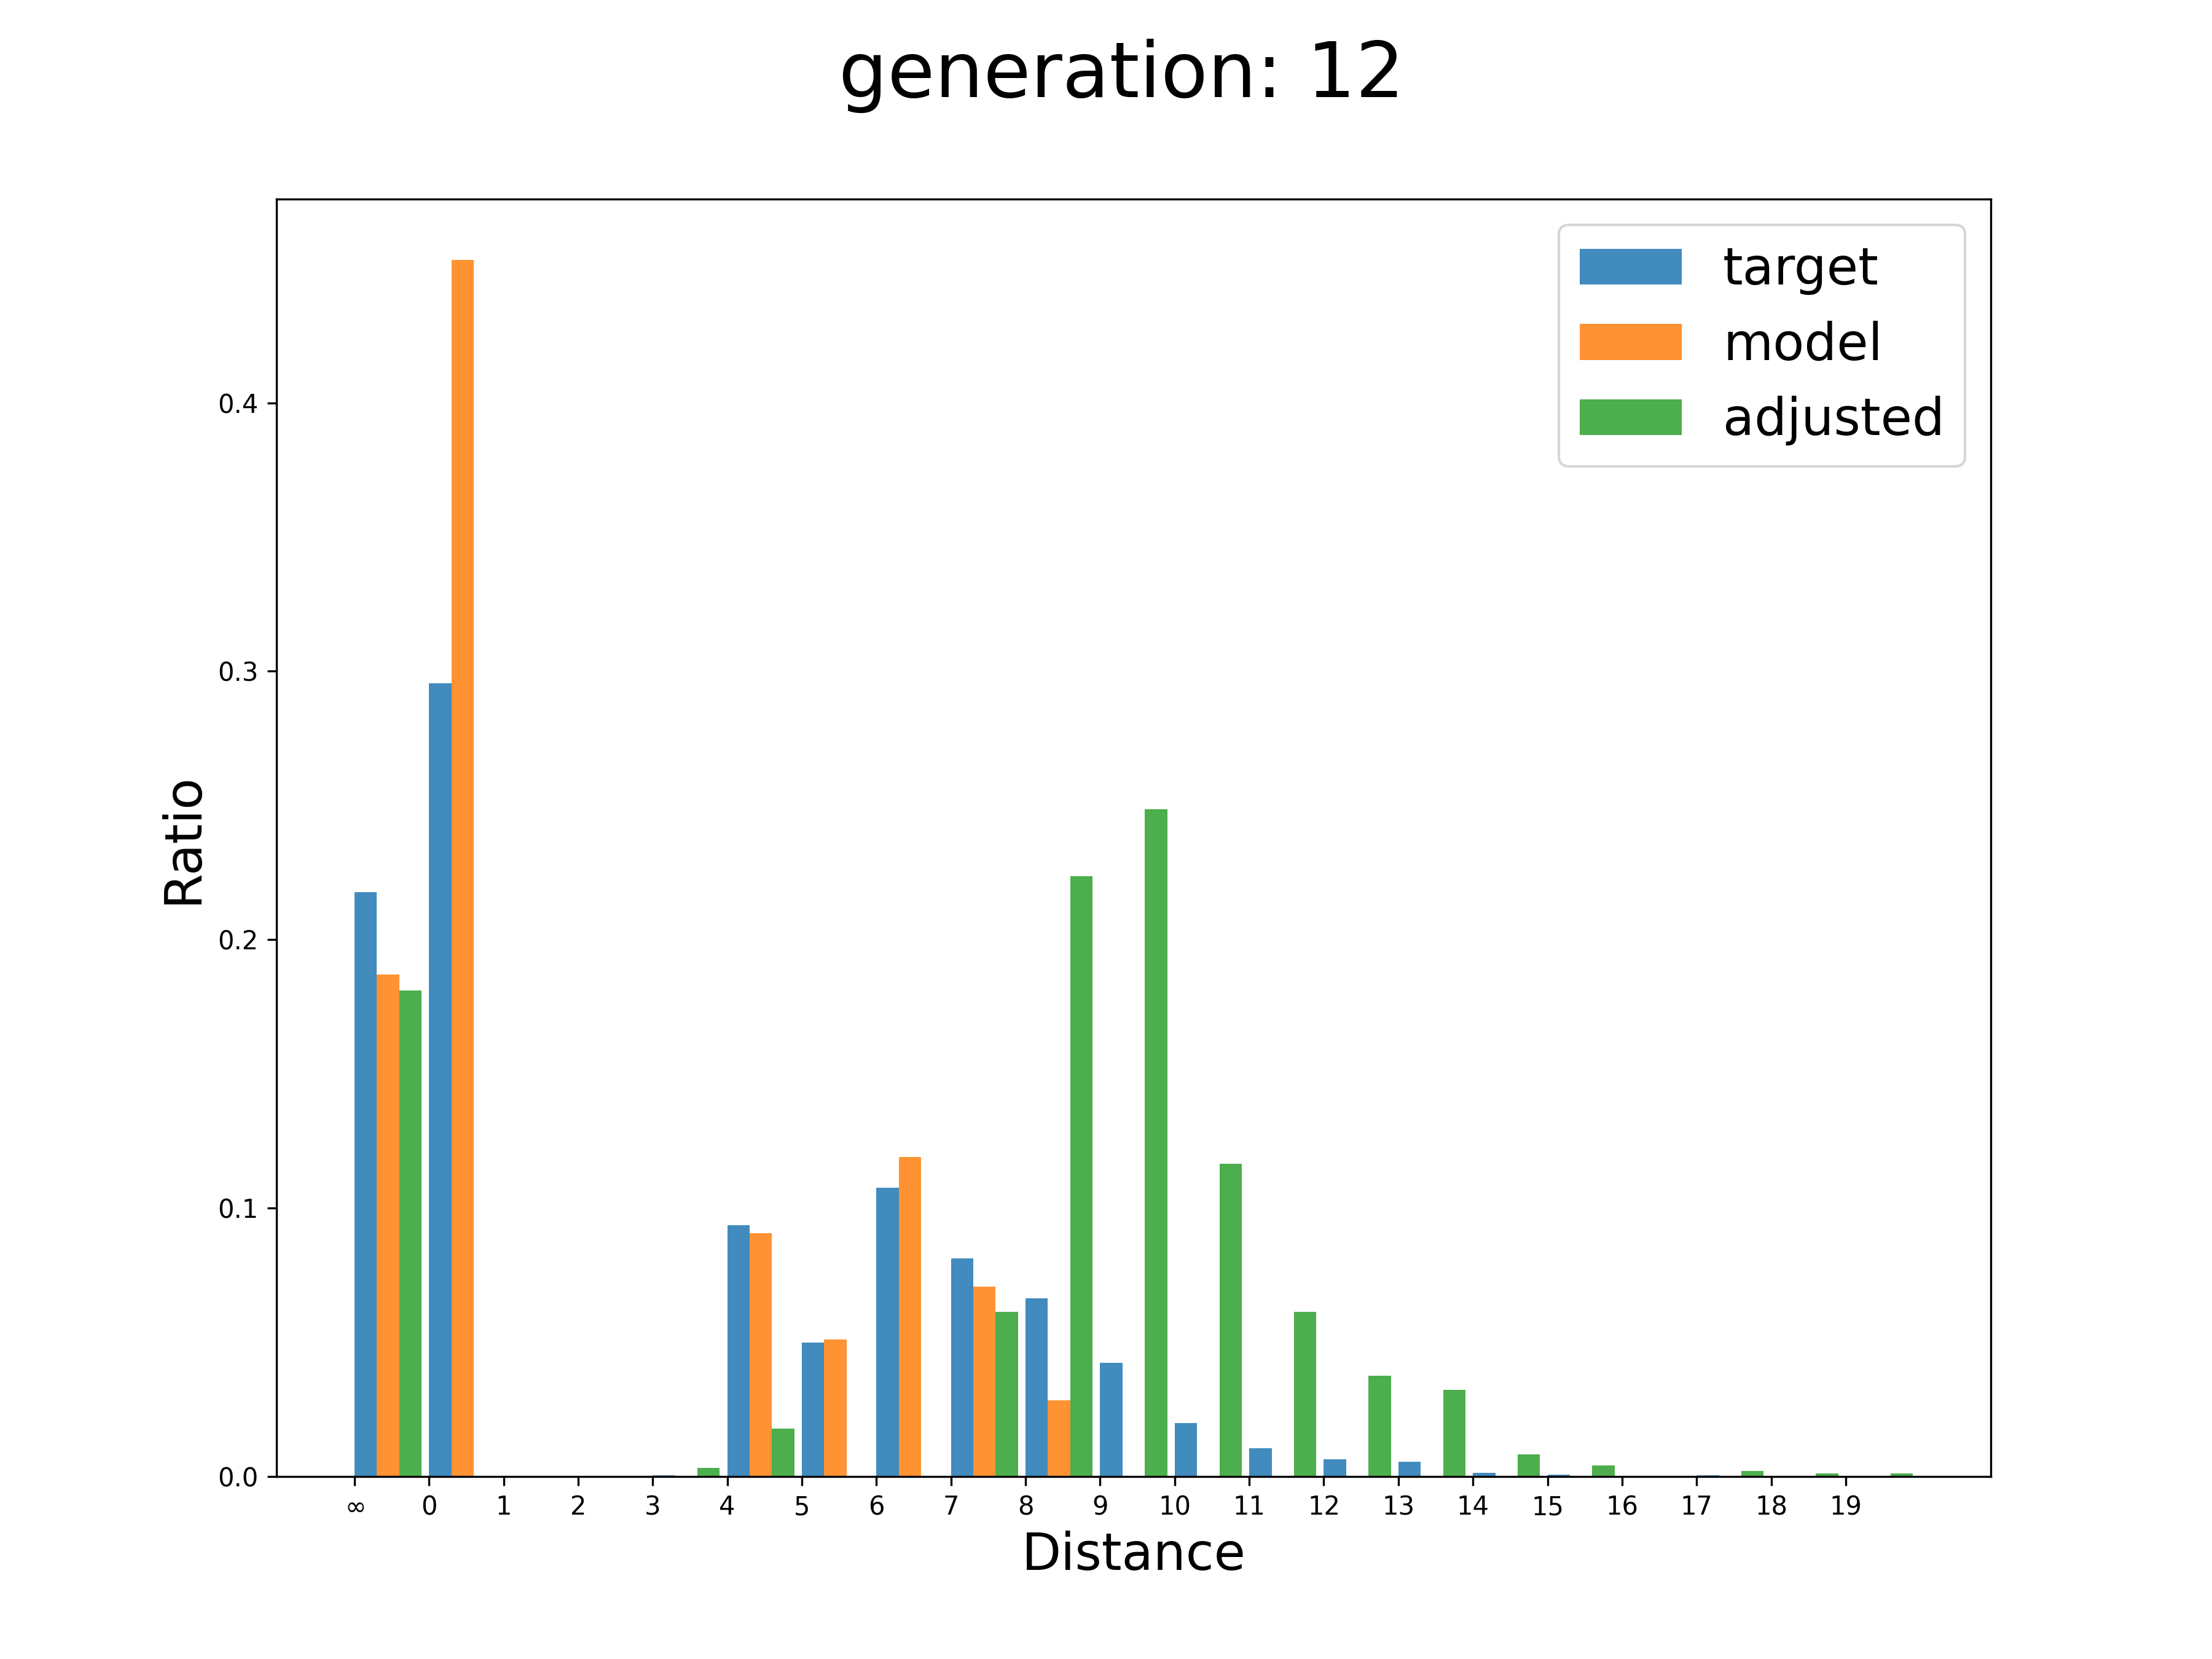 generation: 12
target
model
adjusted
Ratio
0.4
0.3
0.2
0.1
0.0
∞ 0 1 2 3 4 5 6 7 8 9 10 11 12 13 14 15 16 17 18 19
Distance